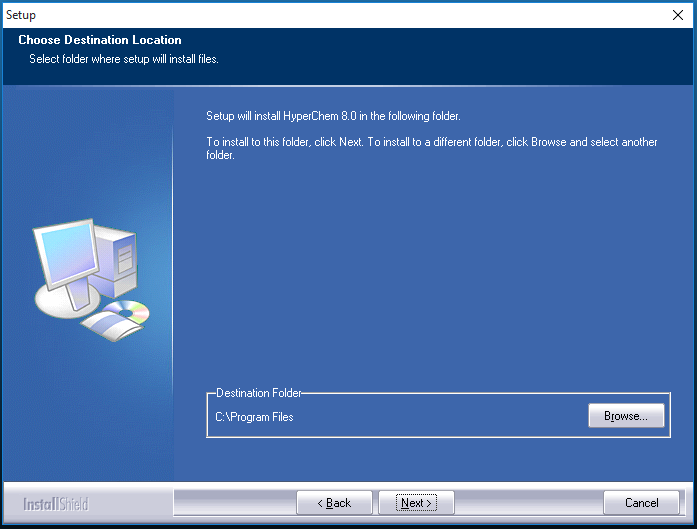 Setup
Choose Destination Location
Select folder where setup will install files.
Setup will install HyperChem 8.0 in the following folder.
To install to this folder, click Next. To install to a different folder, click Browse and select another
folder.
Destination Folder
C:\Program Files
Browse...
InstallShield
< Back
Next >
Cancel